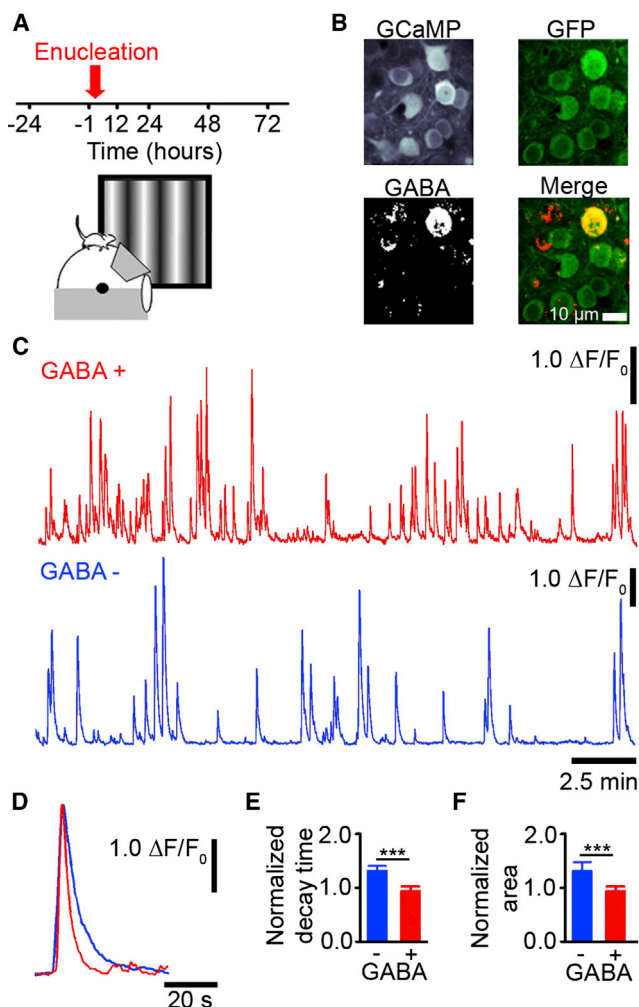 A
Enucleation
-24 -1 12 24 48 72
Time (hours)
B
GCaMP GFP
GABA Merge
10 µm
C
GABA +
1.0 ΔF/F₀
GABA -
1.0 ΔF/F₀
2.5 min
D
1.0 ΔF/F₀
20 s
E
Normalized
decay time
2.0
1.0
0.0
***
- +
GABA
F
Normalized
area
2.0
1.0
0.0
***
- +
GABA